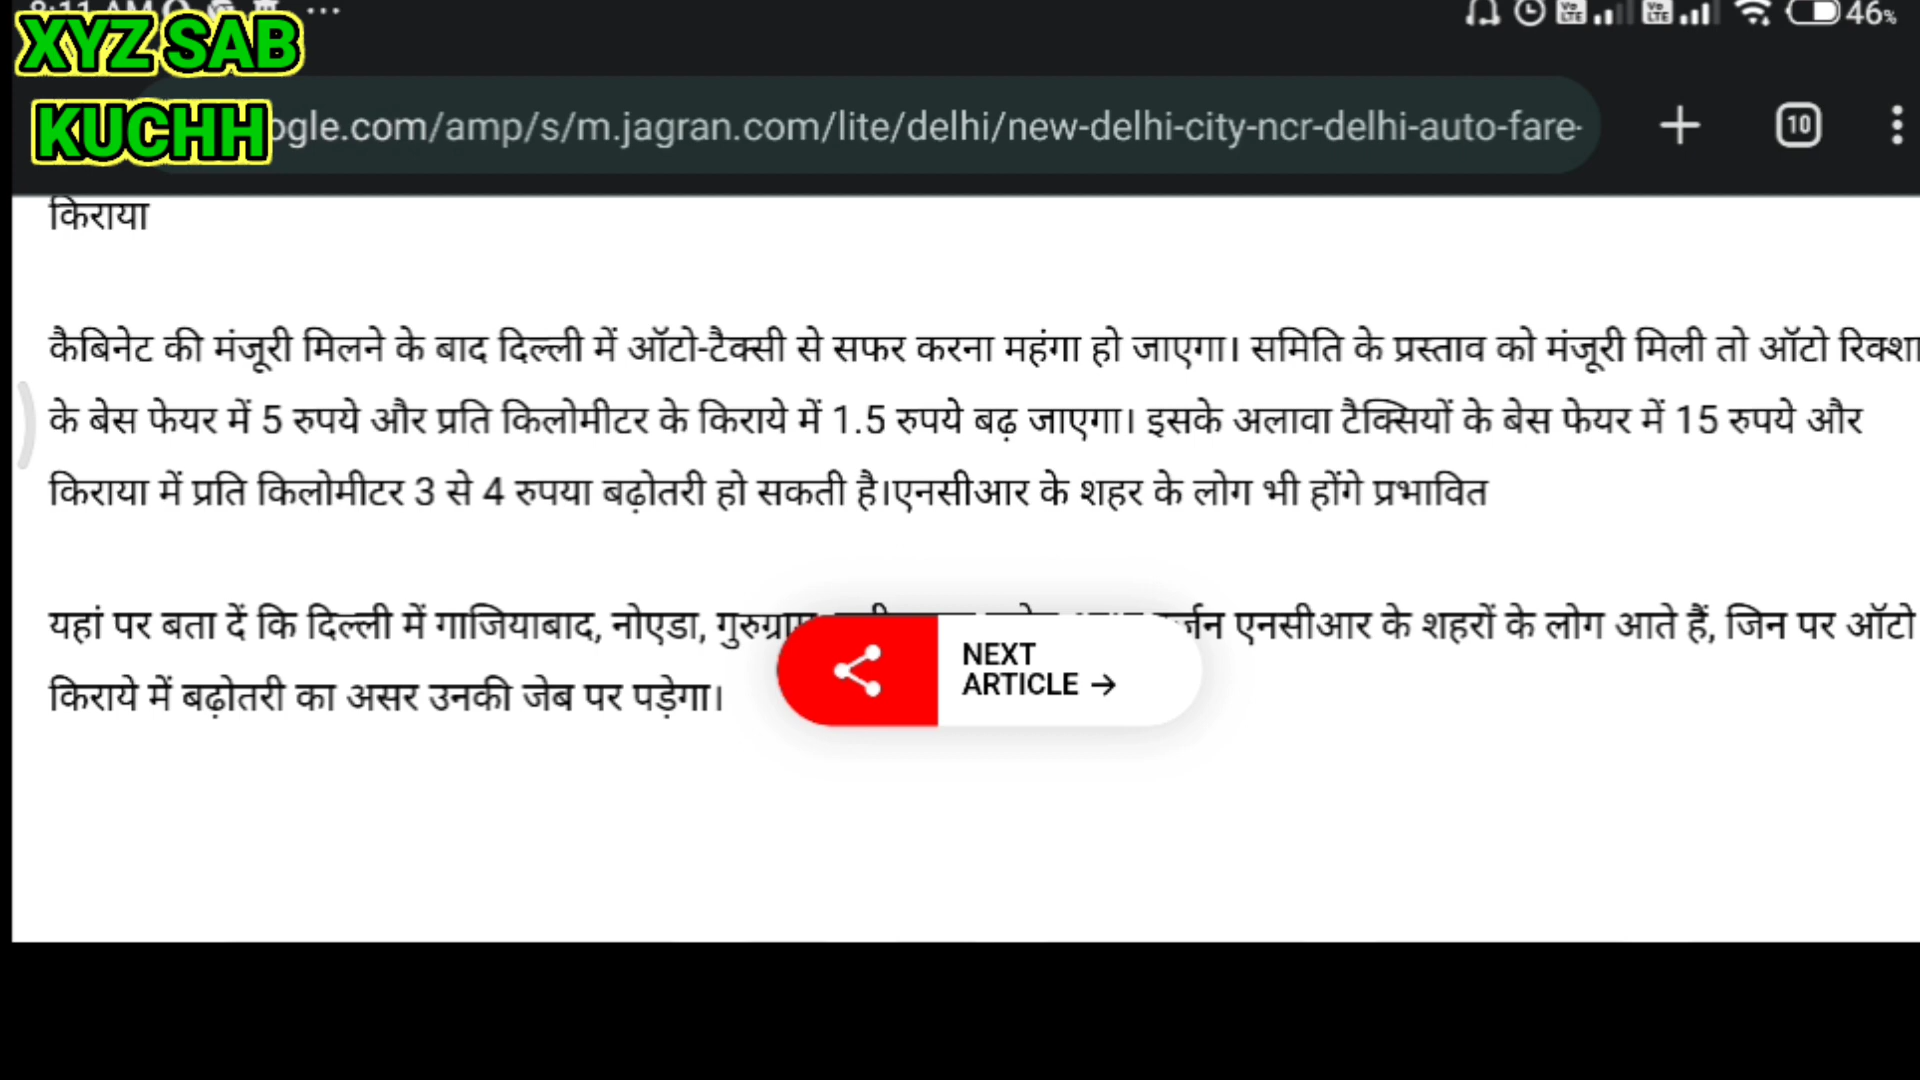 8:11 AM
46%
XYZ SAB
KUCHH
ogle.com/amp/s/m.jagran.com/lite/delhi/new-delhi-city-ncr-delhi-auto-fare-
10
किराया
कैबिनेट की मंजूरी मिलने के बाद दिल्ली में ऑटो-टैक्सी से सफर करना महंगा हो जाएगा। समिति के प्रस्ताव को मंजूरी मिली तो ऑटो रिक्शा
के बेस फेयर में 5 रुपये और प्रति किलोमीटर के किराये में 1.5 रुपये बढ़ जाएगा। इसके अलावा टैक्सियों के बेस फेयर में 15 रुपये और
किराया में प्रति किलोमीटर 3 से 4 रुपया बढ़ोतरी हो सकती है।एनसीआर के शहर के लोग भी होंगे प्रभावित
यहां पर बता दें कि दिल्ली में गाजियाबाद, नोएडा, एनसीआर के शहरों के लोग आते हैं, जिन पर ऑटो
किराये में बढ़ोतरी का असर उनकी जेब पर पड़ेगा।
NEXT
ARTICLE →